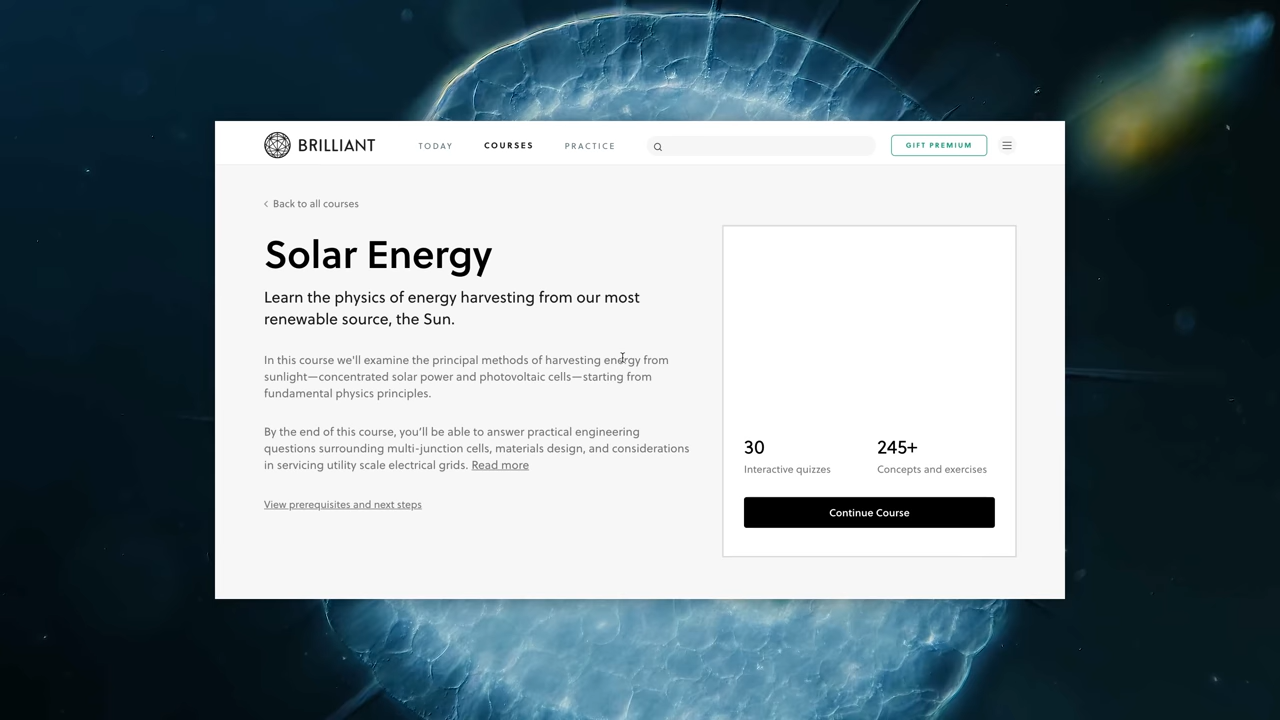 BRILLIANT
TODAY
COURSES
PRACTICE
GIFT PREMIUM
Back to all courses
Solar Energy
Learn the physics of energy harvesting from our most
renewable source, the Sun.
In this course we'll examine the principal methods of harvesting energy from
sunlight—concentrated solar power and photovoltaic cells—starting from
fundamental physics principles.
By the end of this course, you’ll be able to answer practical engineering
questions surrounding multi-junction cells, materials design, and considerations
in servicing utility scale electrical grids. Read more
View prerequisites and next steps
30
Interactive quizzes
245+
Concepts and exercises
Continue Course